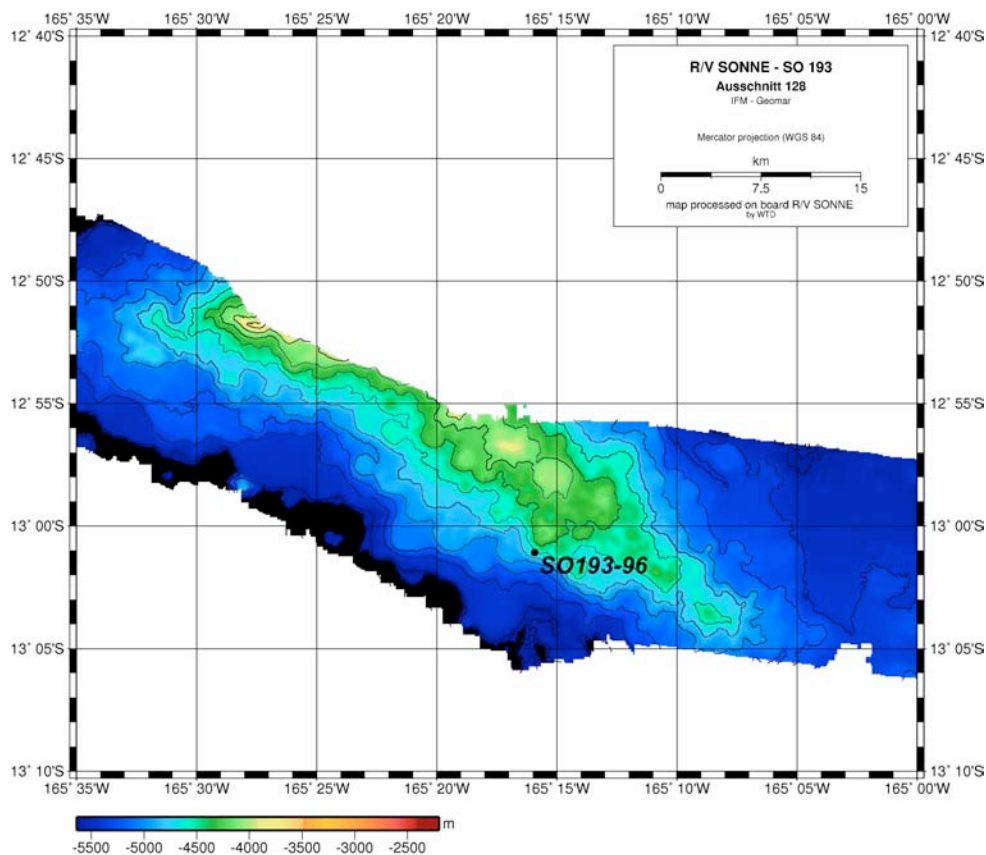 165˚ 35'W 165˚ 30'W 165˚ 25'W 165˚ 20'W 165˚ 15'W 165˚ 10'W 165˚ 05'W 165˚ 00'W
12˚ 40'S 12˚ 40'S
R/V SONNE - SO 193
Ausschnitt 128
IFM - Geomar
Mercator projection (WGS 84)
km
0 7.5 15
map processed on board R/V SONNE
by WTD
12˚ 45'S 12˚ 45'S
12˚ 50'S 12˚ 50'S
12˚ 55'S 12˚ 55'S
13˚ 00'S 13˚ 00'S
SO193-96
13˚ 05'S 13˚ 05'S
13˚ 10'S 13˚ 10'S
165˚ 35'W 165˚ 30'W 165˚ 25'W 165˚ 20'W 165˚ 15'W 165˚ 10'W 165˚ 05'W 165˚ 00'W
m
-5500 -5000 -4500 -4000 -3500 -3000 -2500